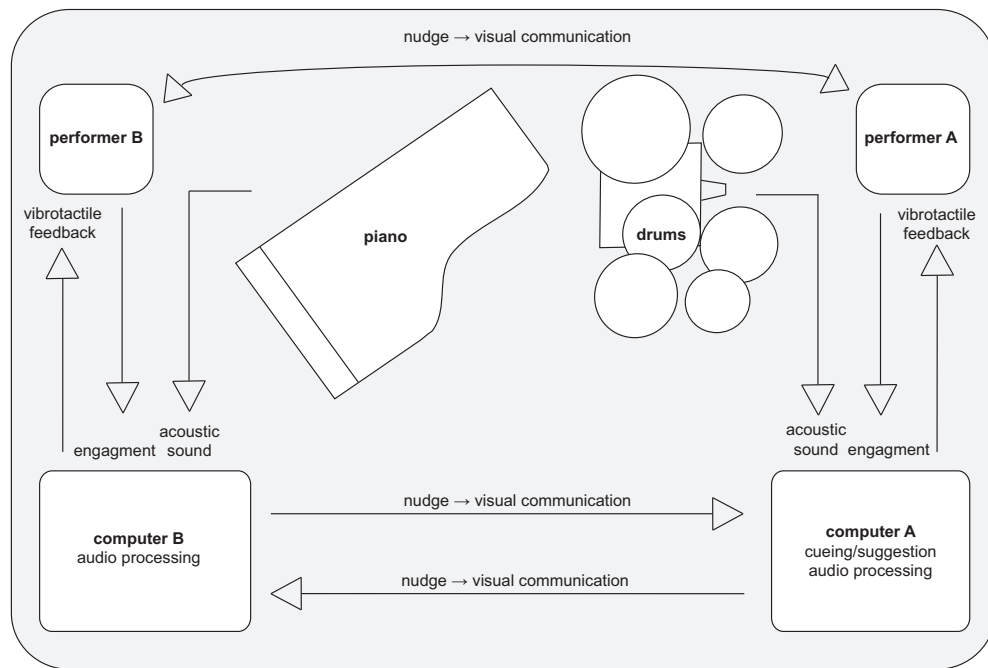 nudge → visual communication
performer B
performer A
vibrotactile
feedback
vibrotactile
feedback
piano
drums
engagment
acoustic
sound
acoustic
sound
engagment
computer B
audio processing
nudge → visual communication
computer A
cueing/suggestion
audio processing
nudge → visual communication